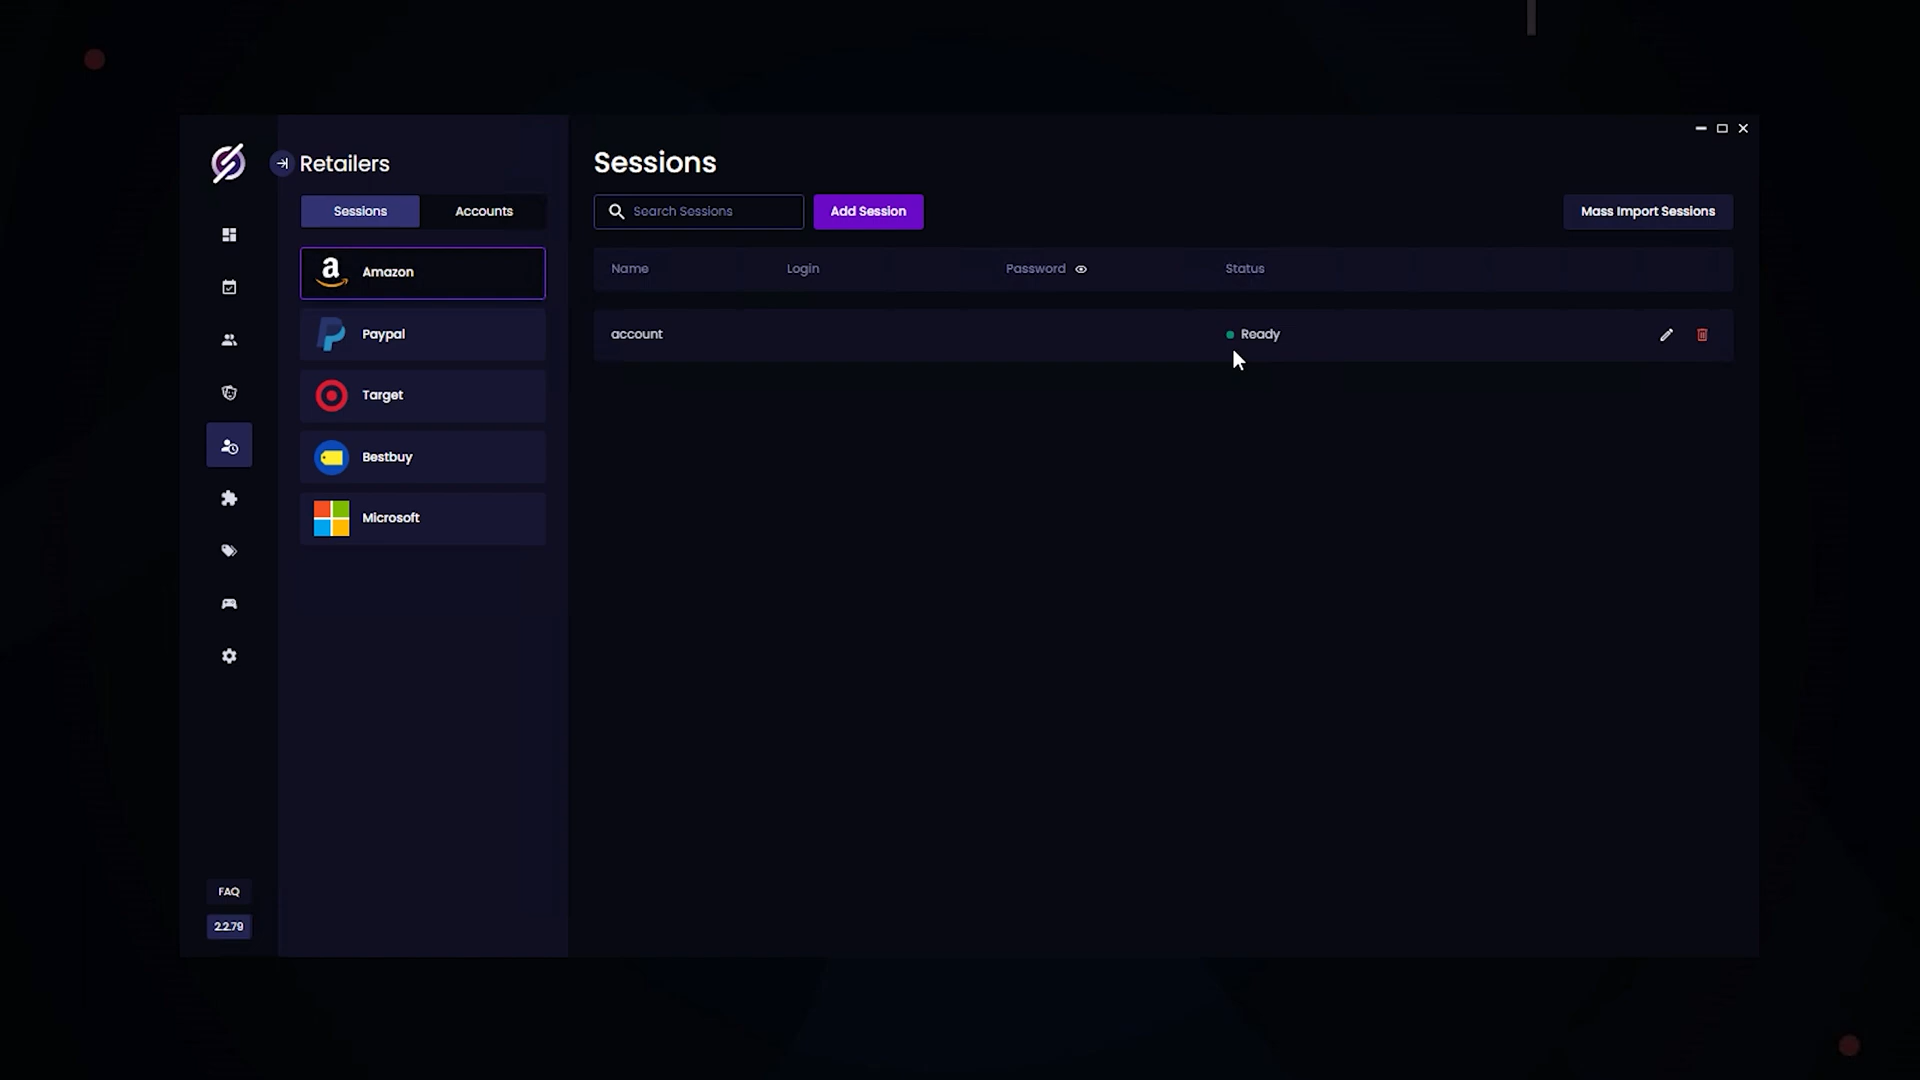 Retailers
Sessions
Accounts
Amazon
Paypal
Target
Bestbuy
Microsoft
FAQ
2.2.79
Sessions
Search Sessions
Add Session
Mass Import Sessions
Name
Login
Password
Status
account
Ready